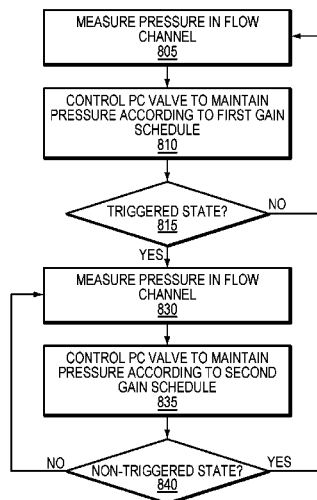 MEASURE PRESSURE IN FLOW
CHANNEL
805
CONTROL PC VALVE TO MAINTAIN
PRESSURE ACCORDING TO FIRST GAIN
SCHEDULE
810
TRIGGERED STATE?
815
NO
YES
MEASURE PRESSURE IN FLOW
CHANNEL
830
CONTROL PC VALVE TO MAINTAIN
PRESSURE ACCORDING TO SECOND
GAIN SCHEDULE
835
NO
NON-TRIGGERED STATE?
840
YES